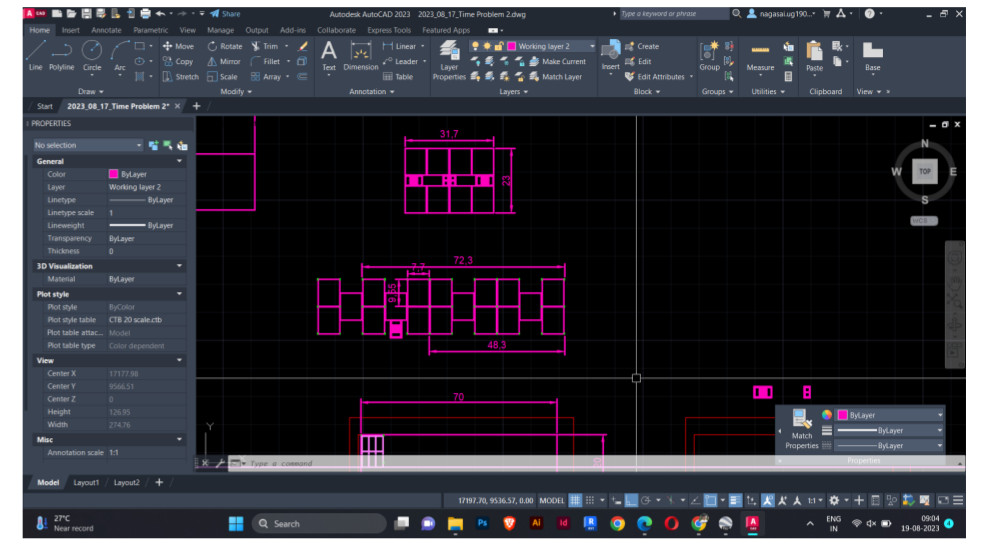 Share
Autodesk AutoCAD 2023 2023_08_17_Time Problem 2.dwg
Type a keyword or phrase
nagasai.ug190...
Home Insert Annotate Parametric View Manage Output Add-ins Collaborate Express Tools Featured Apps
Line Polyline Circle Arc
Move Rotate Trim
Copy Mirror Fillet
Stretch Scale Array
Text Dimension
Linear
Leader
Table
Layer Properties
Working layer 2
Make Current
Match Layer
Insert
Create
Edit
Edit Attributes
Group
Measure
Paste
Base
Draw Modify Annotation Layers Block Groups Utilities Clipboard View
Start 2023_08_17_Time Problem 2*
PROPERTIES
No selection
General
Color ByLayer
Layer Working layer 2
Linetype ByLayer
Linetype scale 1
Lineweight ByLayer
Transparency ByLayer
Thickness 0
3D Visualization
Material ByLayer
Plot style
Plot style ByColor
Plot style table CTB 20 scale.ctb
Plot table attac... Model
Plot table type Color dependent
View
Center X 17177.98
Center Y 9566.51
Center Z 0
Height 126.95
Width 274.76
Misc
Annotation scale 1:1
31,7
23
72,3
7,7
9,65
48,3
70
Y
N
W TOP E
S
WCS
Match
Properties
ByLayer
ByLayer
ByLayer
Properties
Type a command
Model Layout1 Layout2
17197.70, 9536.57, 0.00 MODEL 1:1
27°C
Near record
Search
ENG
IN
09:04
19-08-2023